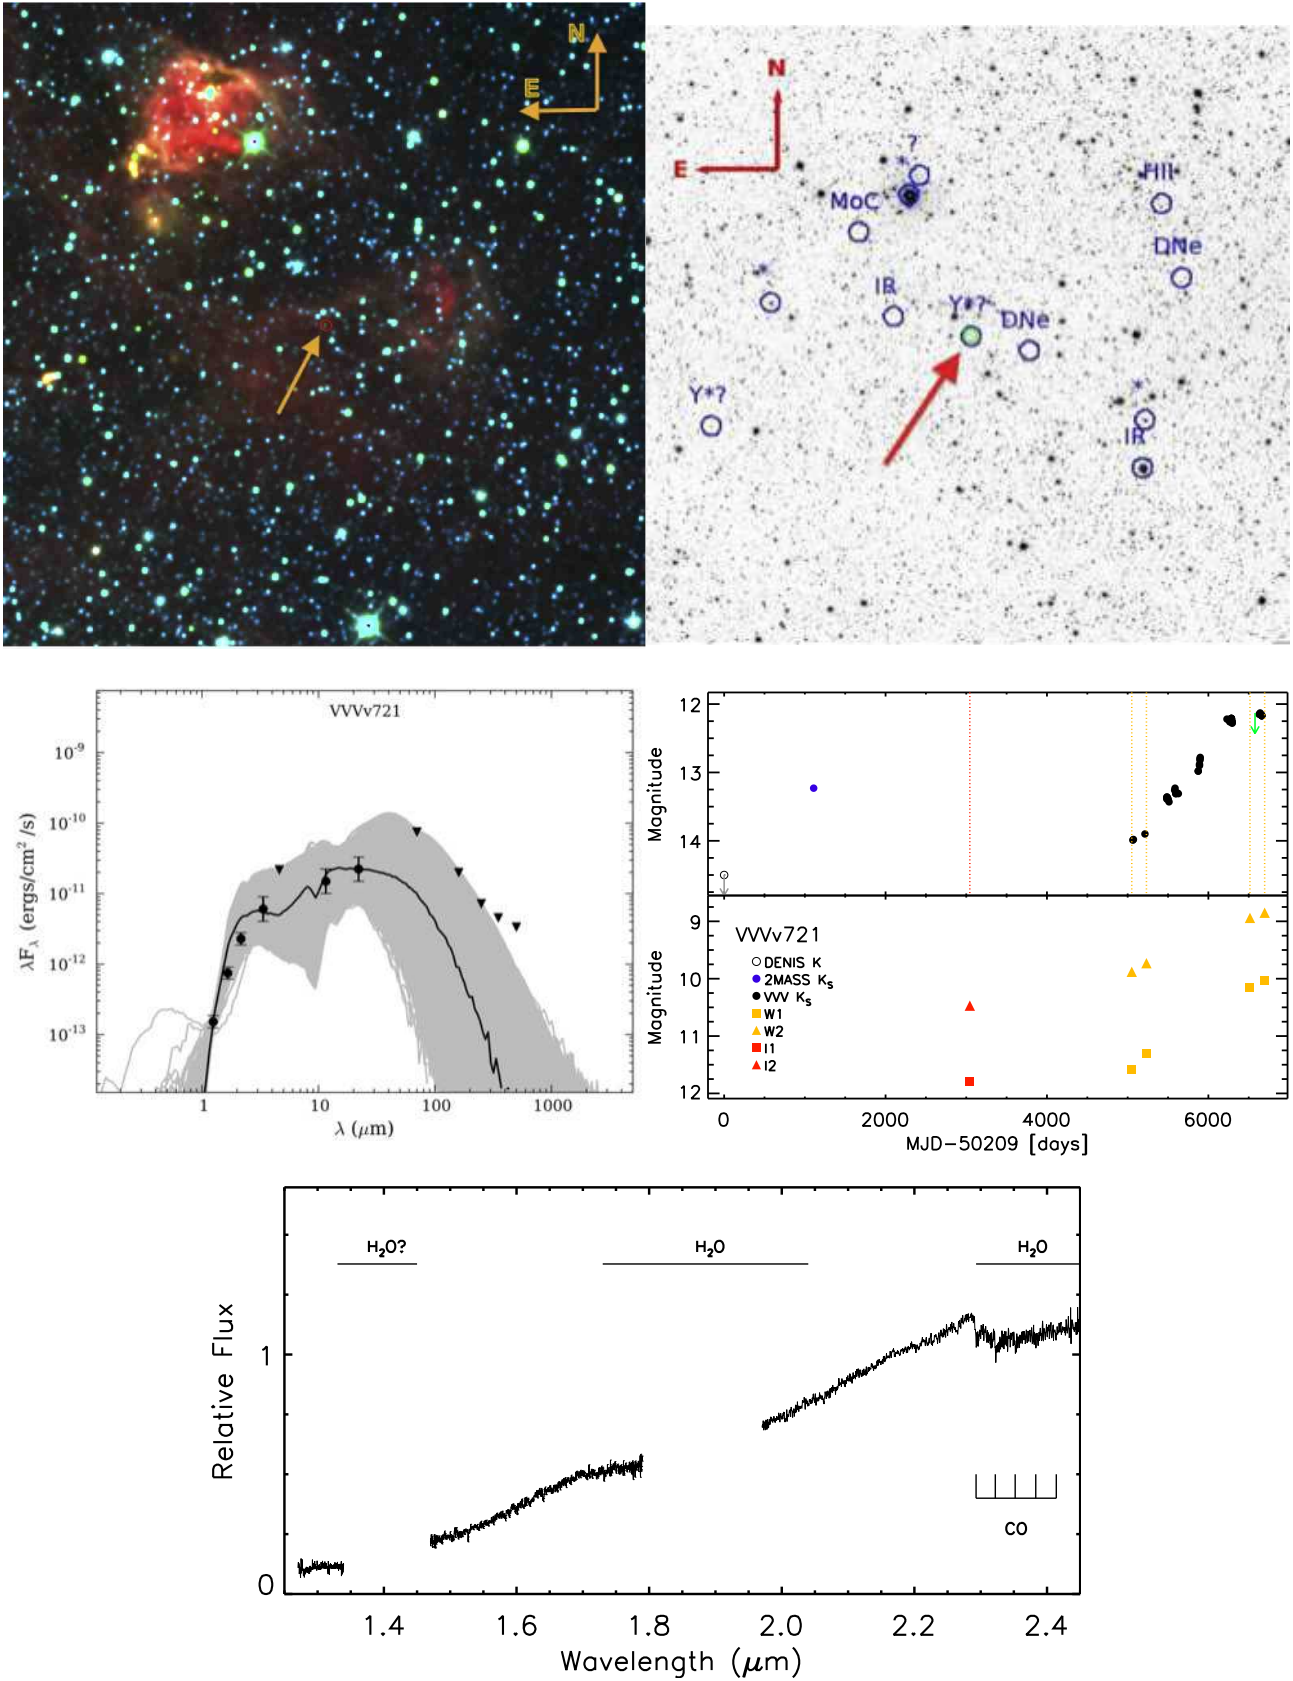 N
E
N
E
?
*
MoC
HII
DNe
*
IR
Y*?
DNe
Y*?
*
IR
VVVv721
10⁻⁹
10⁻¹⁰
10⁻¹¹
10⁻¹²
10⁻¹³
λFλ (ergs/cm² /s)
1
10
100
1000
λ (μm)
12
13
14
Magnitude
9
10
11
12
Magnitude
VVVv721
DENIS K
2MASS Kₛ
VVV Kₛ
W1
W2
I1
I2
0
2000
4000
6000
MJD−50209 [days]
H₂O?
H₂O
H₂O
1
0
Relative Flux
CO
1.4
1.6
1.8
2.0
2.2
2.4
Wavelength (μm)